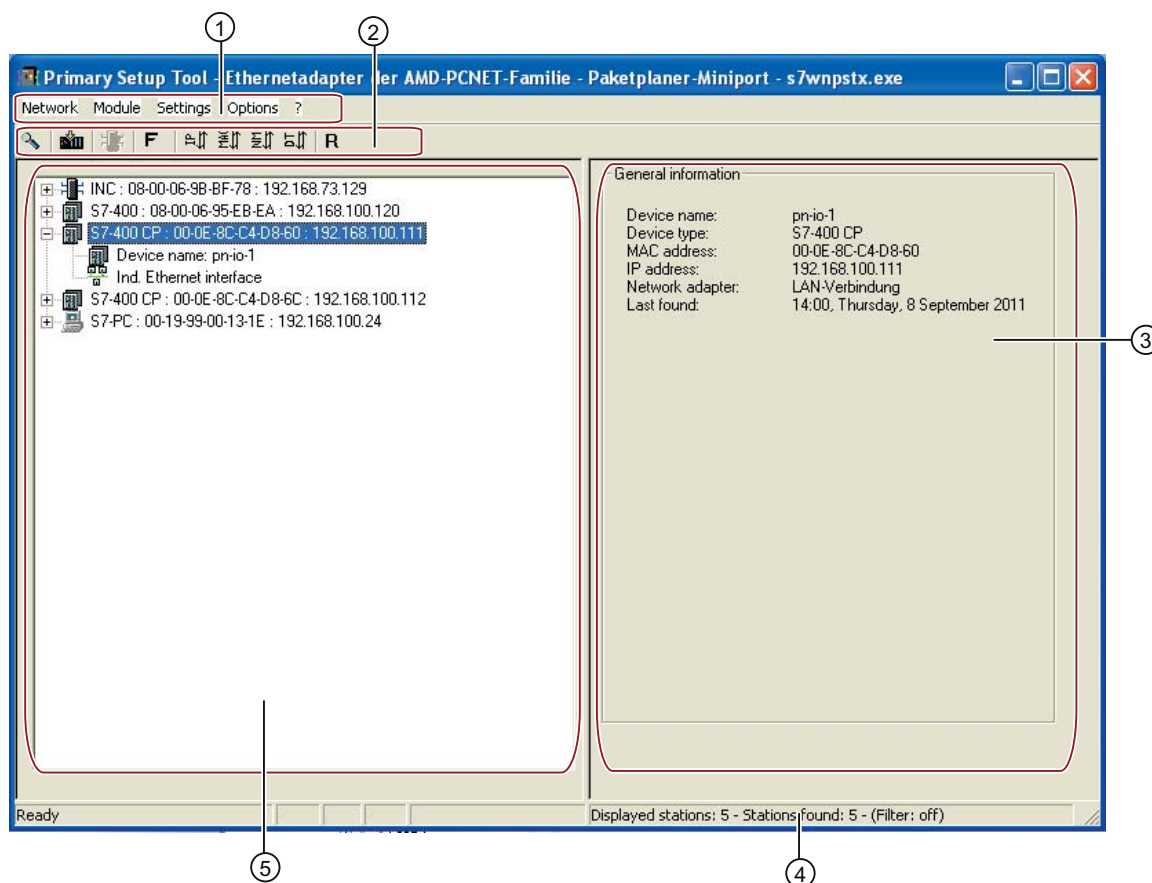 1
2
Primary Setup Tool - Ethernetadapter der AMD-PCNET-Familie - Paketplaner-Miniport - s7wnpstx.exe
Network Module Settings Options ?
F IP MAC R
INC : 08-00-06-9B-BF-78 : 192.168.73.129
S7-400 : 08-00-06-95-EB-EA : 192.168.100.120
S7-400 CP : 00-0E-8C-C4-D8-60 : 192.168.100.111
Device name: pn-io-1
Ind. Ethernet interface
S7-400 CP : 00-0E-8C-C4-D8-6C : 192.168.100.112
S7-PC : 00-19-99-00-13-1E : 192.168.100.24
General information
Device name: pn-io-1
Device type: S7-400 CP
MAC address: 00-0E-8C-C4-D8-60
IP address: 192.168.100.111
Network adapter: LAN-Verbindung
Last found: 14:00, Thursday, 8 September 2011
3
Ready
Displayed stations: 5 - Stations found: 5 - (Filter: off)
5
4